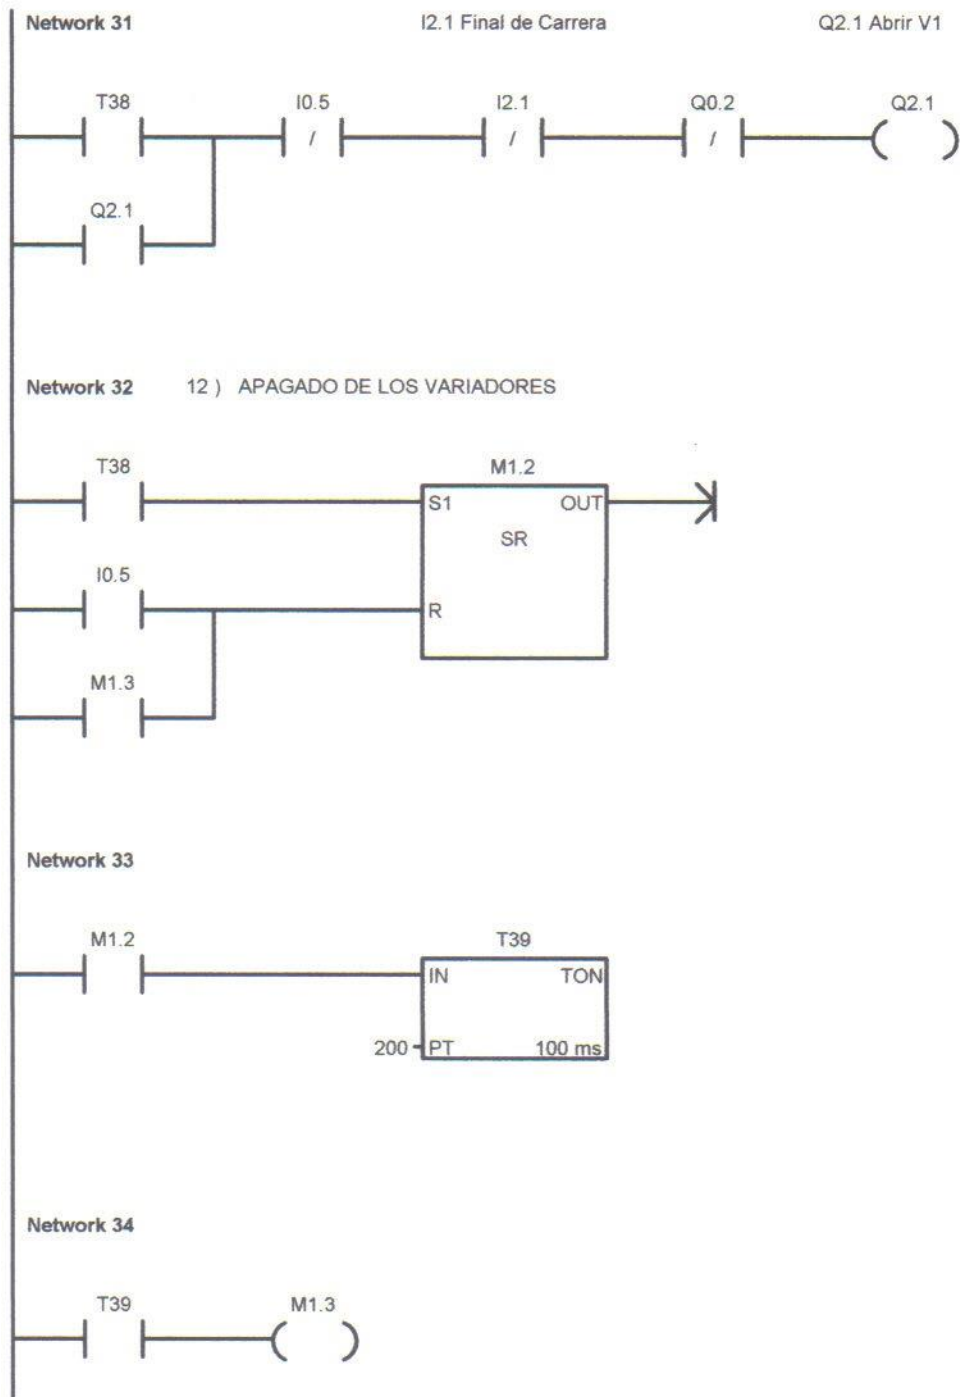 Network 31 I2.1 Final de Carrera Q2.1 Abrir V1
T38 I0.5 I2.1 Q0.2 Q2.1
/ / /
Q2.1
Network 32 12 ) APAGADO DE LOS VARIADORES
T38 M1.2
S1 OUT
SR
I0.5
R
M1.3
Network 33
M1.2 T39
IN TON
200 PT 100 ms
Network 34
T39 M1.3